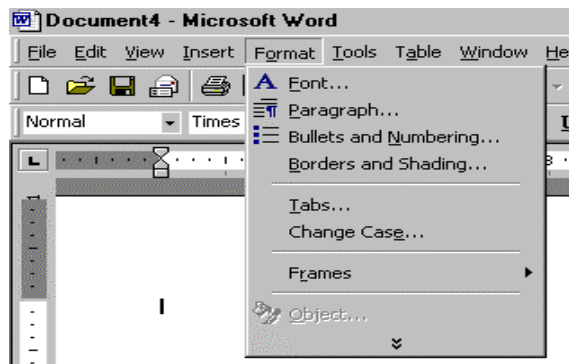 Document4 - Microsoft Word
File Edit View Insert Format Tools Table Window He
Font...
Paragraph...
Normal Times U
Bullets and Numbering...
Borders and Shading...
Tabs...
Change Case...
Frames
Object...